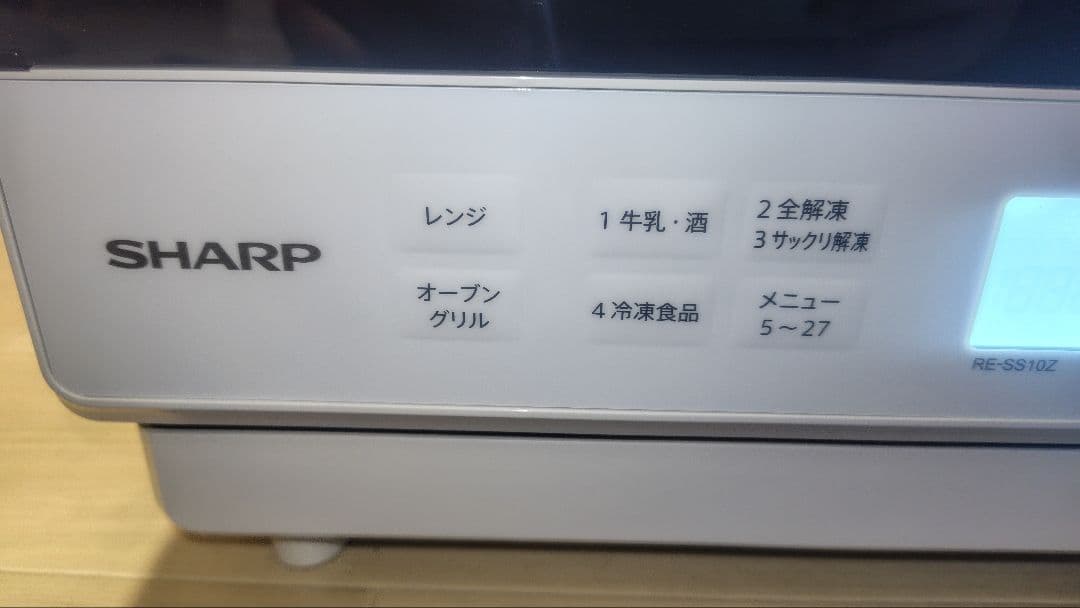 SHARP
レンジ
オーブン
グリル
1 牛乳・酒
2 全解凍
3 サックリ解凍
4 冷凍食品
メニュー
5～27
RE-SS10Z